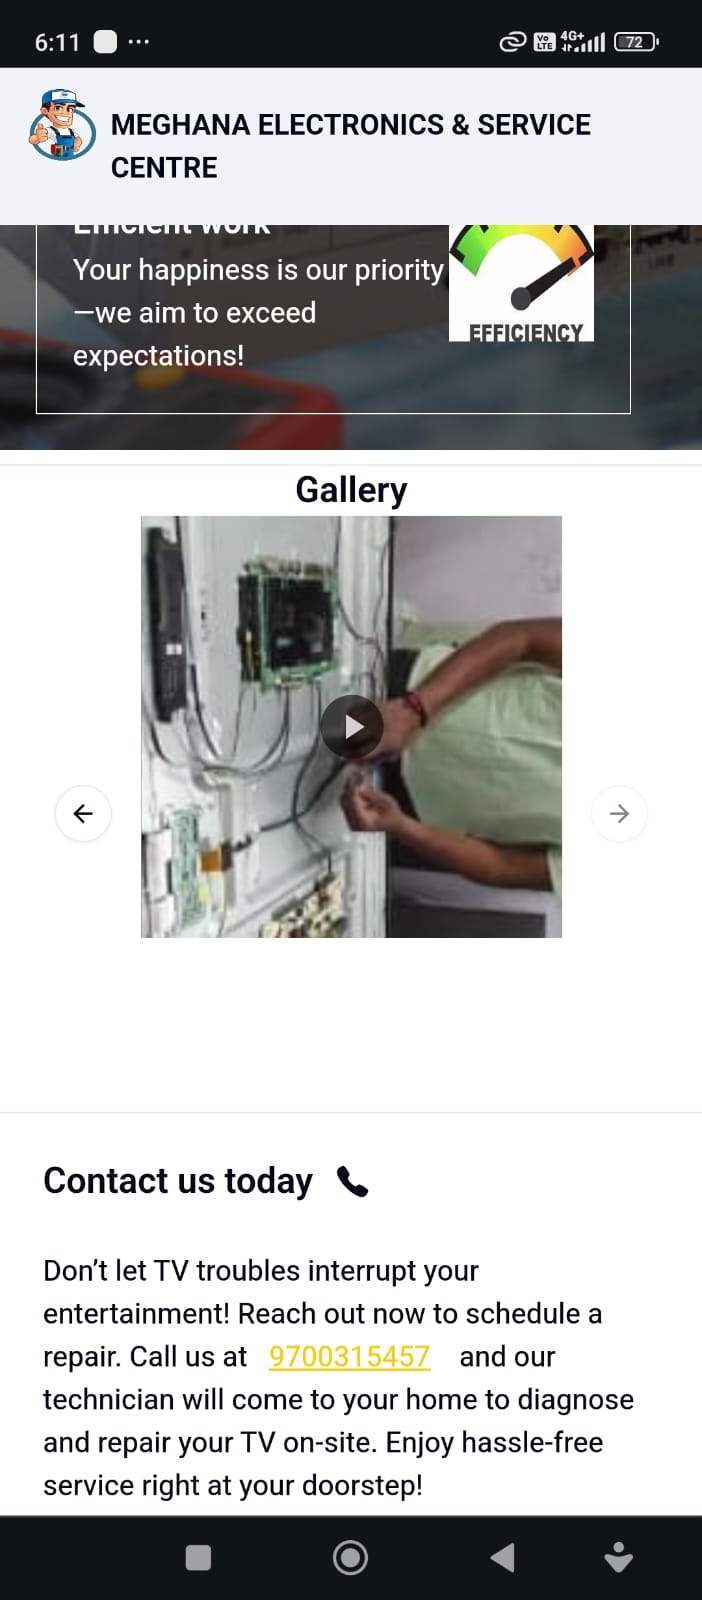 6:11
Vo LTE 4G+ 72
MEGHANA ELECTRONICS & SERVICE
CENTRE
Efficient work
Your happiness is our priority
—we aim to exceed
expectations!
EFFICIENCY
Gallery
Contact us today
Don’t let TV troubles interrupt your
entertainment! Reach out now to schedule a
repair. Call us at 9700315457 and our
technician will come to your home to diagnose
and repair your TV on-site. Enjoy hassle-free
service right at your doorstep!